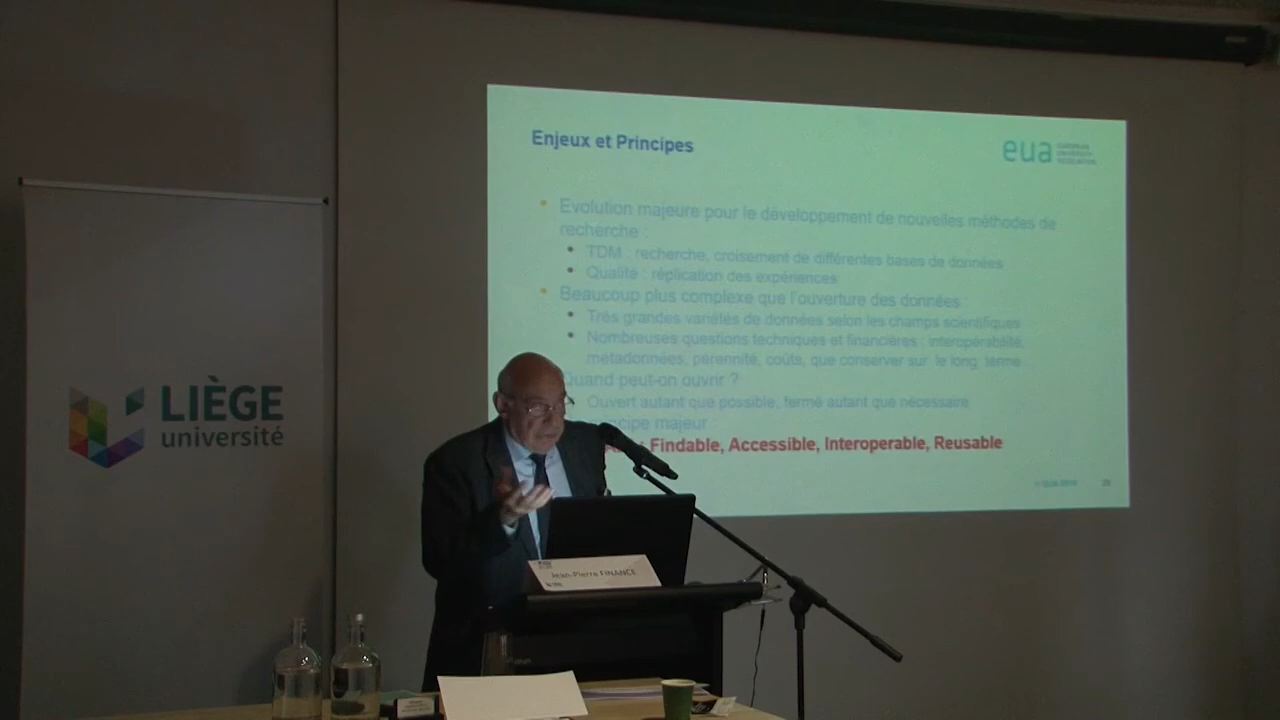 Enjeux et Principes
eua EUROPEAN
UNIVERSITY
ASSOCIATION
Evolution majeure pour le développement de nouvelles méthodes de
recherche :
TDM : recherche, croisement de différentes bases de données
Qualité : réplication des expériences
Beaucoup plus complexe que l'ouverture des données :
Très grandes variétés de données selon les champs scientifiques
Nombreuses questions techniques et financières : interopérabilité,
métadonnées, pérennité, coûts, que conserver sur le long terme
Quand peut-on ouvrir ?
Ouvert autant que possible, fermé autant que nécessaire
majeur :
Findable, Accessible, Interoperable, Reusable
LIÈGE
université
Jean-Pierre FINANCE